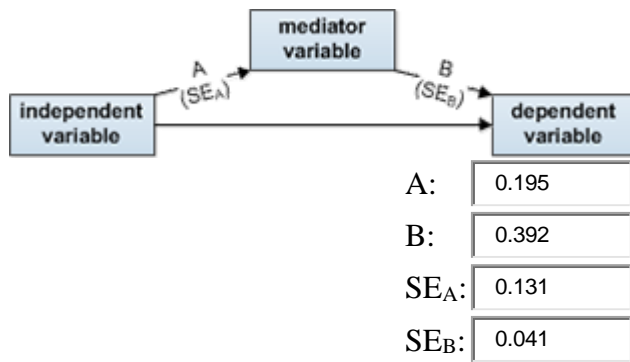 mediator
variable
A
(SEA)
B
(SEB)
independent
variable
dependent
variable
A: 0.195
B: 0.392
SEA: 0.131
SEB: 0.041